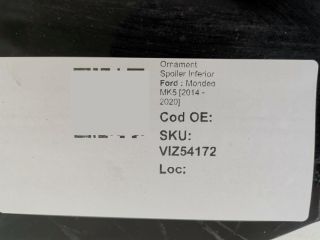 Ornament
Spoiler Inferior
Ford : Mondeo
MK5 [2014 -
2020]
Cod OE:
SKU:
VIZ54172
Loc: